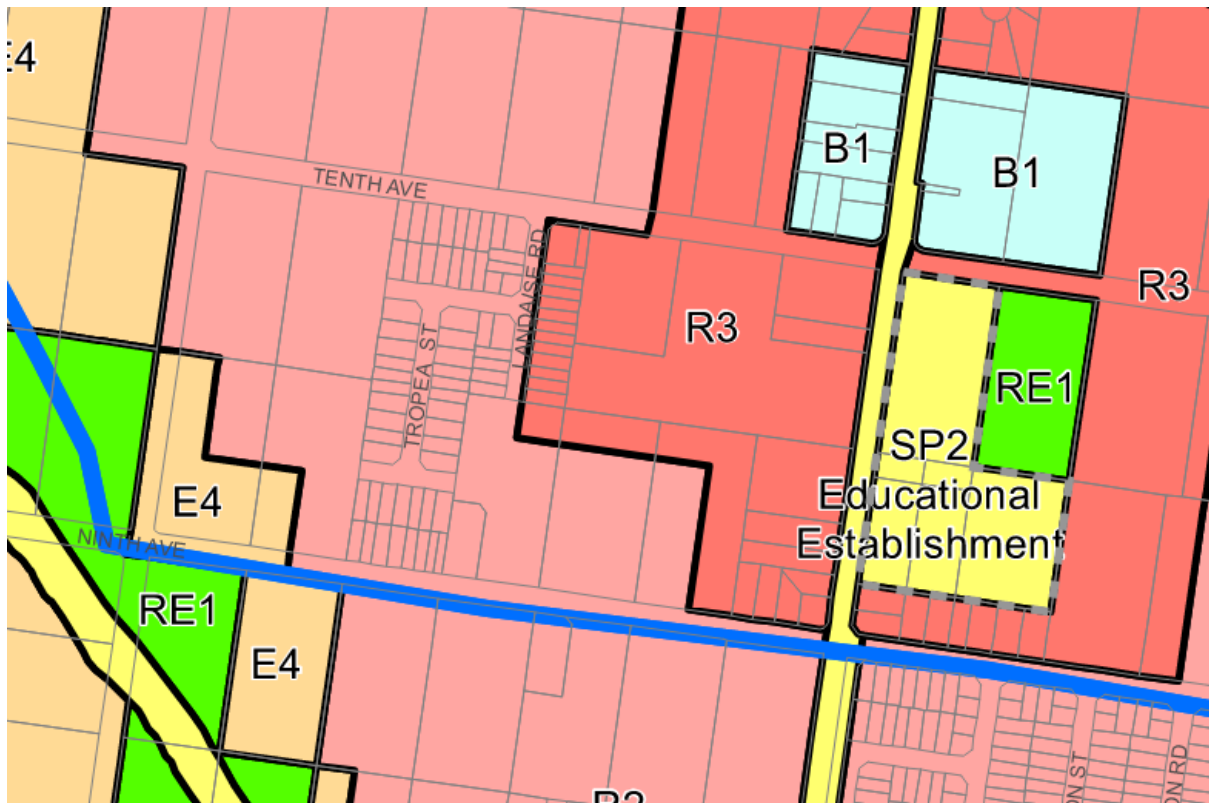 E4
TENTH AVE
B1
B1
LANDAISE RD
R3
R3
TROPEA ST
RE1
SP2
Educational
Establishment
E4
NINTH AVE
RE1
E4